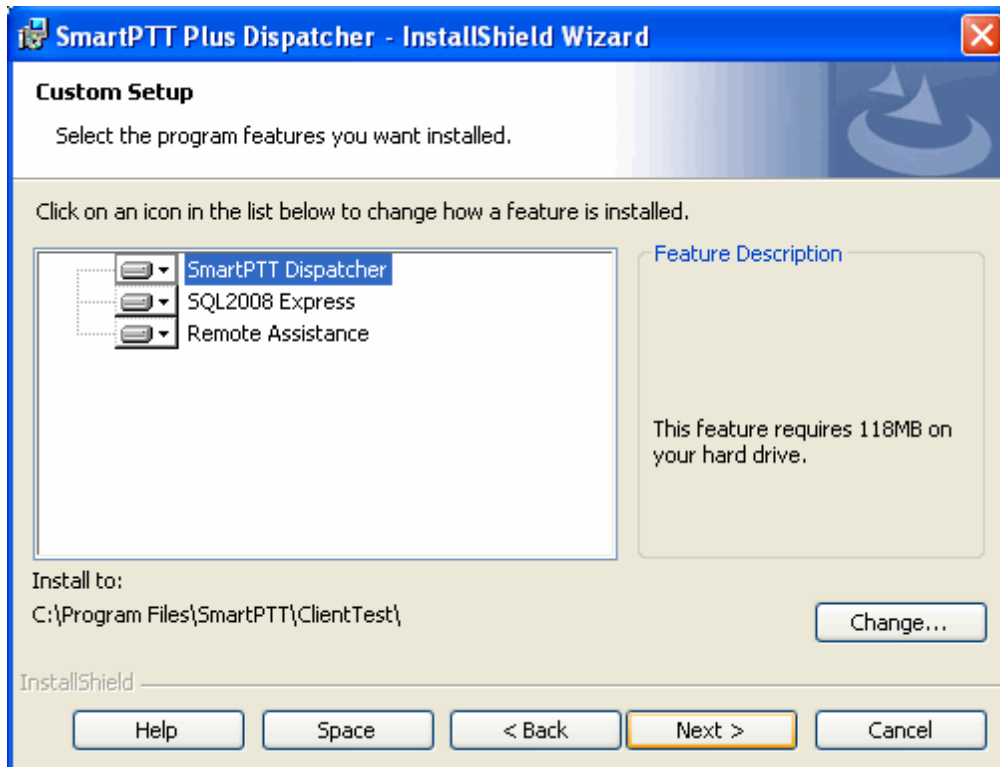 SmartPTT Plus Dispatcher - InstallShield Wizard
Custom Setup
Select the program features you want installed.
Click on an icon in the list below to change how a feature is installed.
SmartPTT Dispatcher
SQL2008 Express
Remote Assistance
Feature Description
This feature requires 118MB on
your hard drive.
Install to:
C:\Program Files\SmartPTT\ClientTest\
Change...
InstallShield
Help
Space
< Back
Next >
Cancel